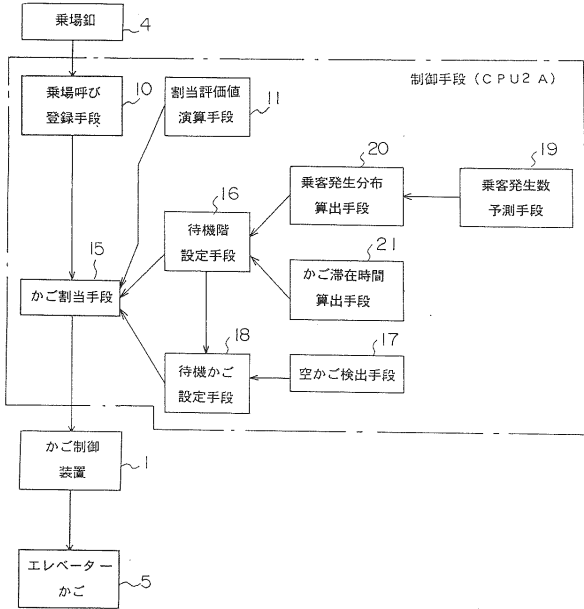 乗場釦
4
制御手段(CPU2A)
乗場呼び
登録手段
10
割当評価値
演算手段
11
20
乗客発生分布
算出手段
19
乗客発生数
予測手段
16
待機階
設定手段
21
かご滞在時間
算出手段
15
かご割当手段
18
待機かご
設定手段
17
空かご検出手段
かご制御
装置
1
エレベーター
かご
5